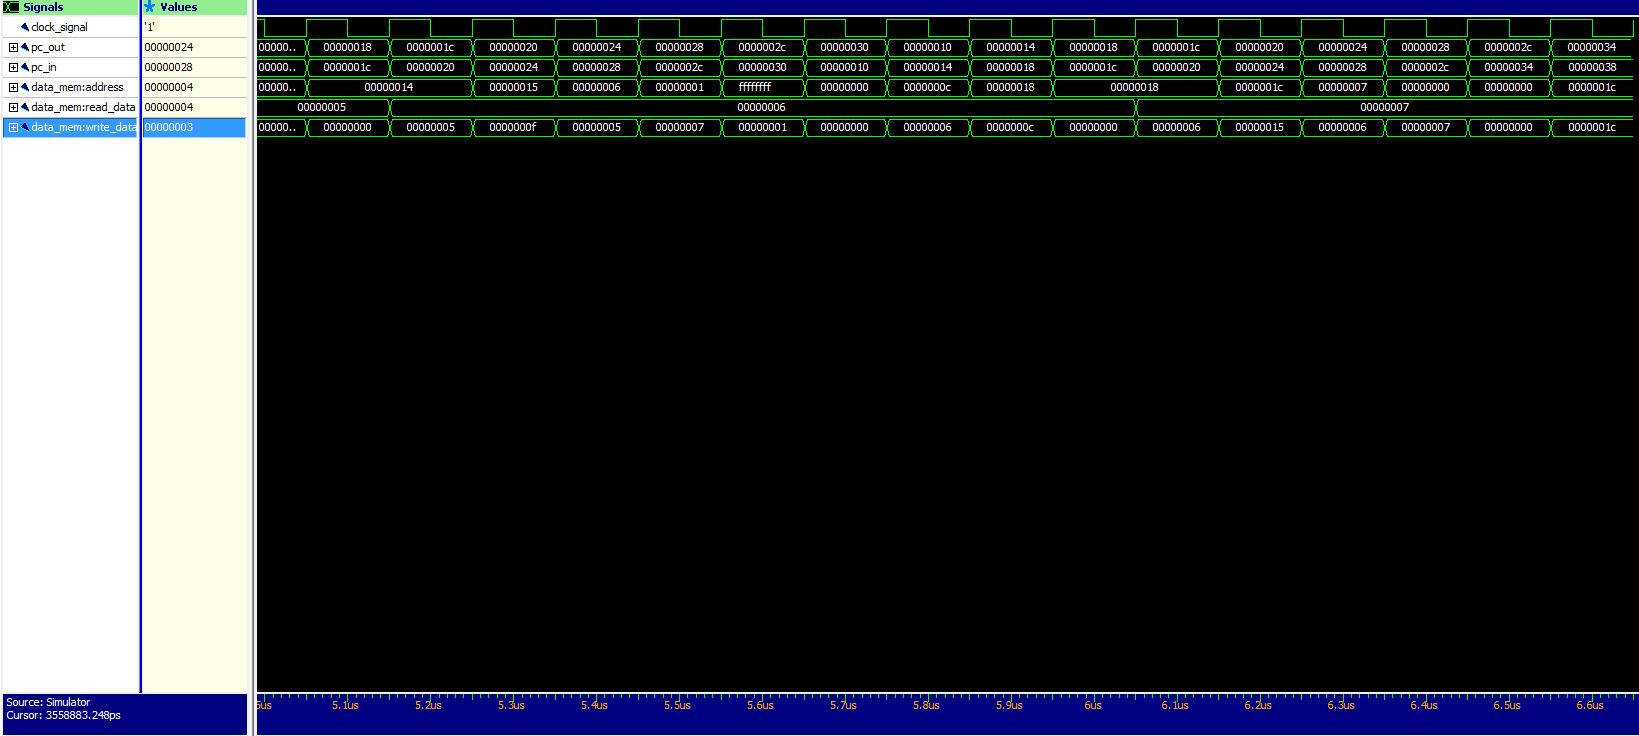 Signals Values
clock_signal '1'
pc_out 00000024 00000.. 00000018 0000001c 00000020 00000024 00000028 0000002c 00000030 00000010 00000014 00000018 0000001c 00000020 00000024 00000028 0000002c 00000034
pc_in 00000028 00000.. 0000001c 00000020 00000024 00000028 0000002c 00000030 00000010 00000014 00000018 0000001c 00000020 00000024 00000028 0000002c 00000034 00000038
data_mem:address 00000004 00000.. 00000014 00000015 00000006 00000001 ffffffff 00000000 0000000c 00000018 00000018 0000001c 00000007 00000000 00000000 0000001c
data_mem:read_data 00000004 00000005 00000006 00000007
data_mem:write_data 00000003 00000.. 00000000 00000005 0000000f 00000005 00000007 00000001 00000000 00000006 0000000c 00000000 00000006 00000015 00000006 00000007 00000000 0000001c
Source: Simulator
Cursor: 3558883.248ps
5us 5.1us 5.2us 5.3us 5.4us 5.5us 5.6us 5.7us 5.8us 5.9us 6us 6.1us 6.2us 6.3us 6.4us 6.5us 6.6us